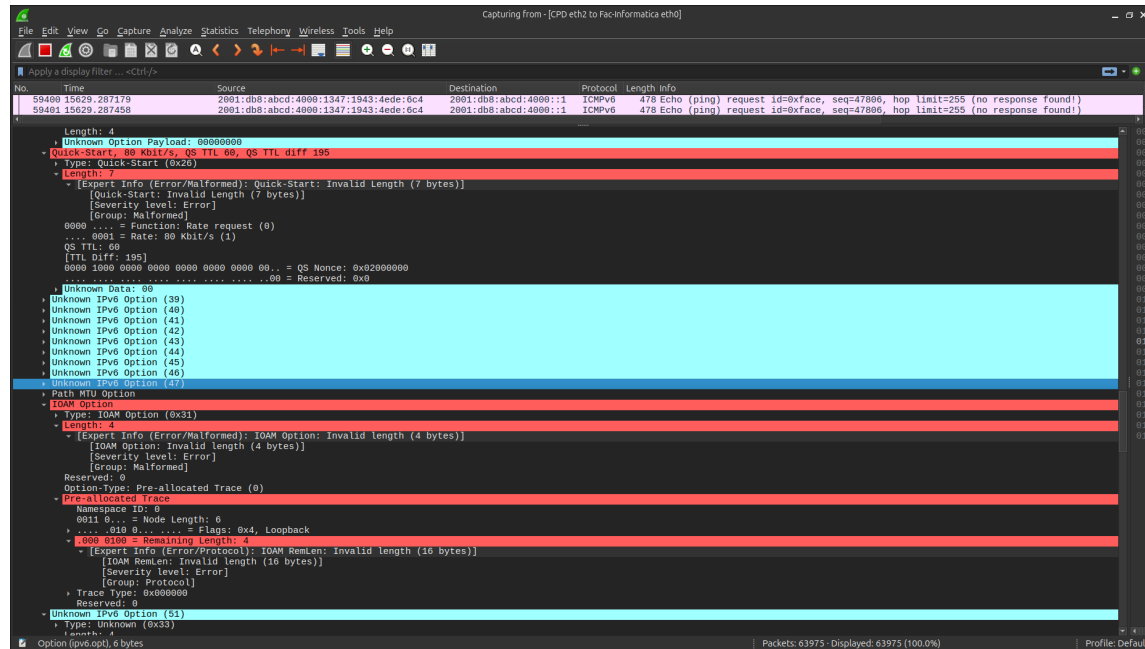 Capturing from - [CPD eth2 to Fac-Informatica eth0]
File Edit View Go Capture Analyze Statistics Telephony Wireless Tools Help
Apply a display filter ... <Ctrl-/>
No. Time Source Destination Protocol Length Info
59400 15629.287179 2001:db8:abcd:4000:1347:1943:4ede:6c4 2001:db8:abcd:4000::1 ICMPv6 478 Echo (ping) request id=0xface, seq=47806, hop limit=255 (no response found!)
59401 15629.287458 2001:db8:abcd:4000:1347:1943:4ede:6c4 2001:db8:abcd:4000::1 ICMPv6 478 Echo (ping) request id=0xface, seq=47806, hop limit=255 (no response found!)
Length: 4
Unknown Option Payload: 00000000
Quick-Start, 80 Kbit/s, QS TTL 60, QS TTL diff 195
Type: Quick-Start (0x26)
Length: 7
[Expert Info (Error/Malformed): Quick-Start: Invalid Length (7 bytes)]
[Quick-Start: Invalid Length (7 bytes)]
[Severity level: Error]
[Group: Malformed]
0000 .... = Function: Rate request (0)
.... 0001 = Rate: 80 Kbit/s (1)
QS TTL: 60
[TTL Diff: 195]
0000 1000 0000 0000 0000 0000 0000 00.. = QS Nonce: 0x02000000
.... .... .... .... .... .... .... ..00 = Reserved: 0x0
Unknown Data: 00
Unknown IPv6 Option (39)
Unknown IPv6 Option (40)
Unknown IPv6 Option (41)
Unknown IPv6 Option (42)
Unknown IPv6 Option (43)
Unknown IPv6 Option (44)
Unknown IPv6 Option (45)
Unknown IPv6 Option (46)
Unknown IPv6 Option (47)
Path MTU Option
IOAM Option
Type: IOAM Option (0x31)
Length: 4
[Expert Info (Error/Malformed): IOAM Option: Invalid length (4 bytes)]
[IOAM Option: Invalid length (4 bytes)]
[Severity level: Error]
[Group: Malformed]
Reserved: 0
Option-Type: Pre-allocated Trace (0)
Pre-allocated Trace
Namespace ID: 0
0011 0... = Node Length: 6
.... .010 0... .... = Flags: 0x4, Loopback
.000 0100 = Remaining Length: 4
[Expert Info (Error/Protocol): IOAM RemLen: Invalid length (16 bytes)]
[IOAM RemLen: Invalid length (16 bytes)]
[Severity level: Error]
[Group: Protocol]
Trace Type: 0x000000
Reserved: 0
Unknown IPv6 Option (51)
Type: Unknown (0x33)
Length: 4
Option (ipv6.opt), 6 bytes
Packets: 63975 · Displayed: 63975 (100.0%)
Profile: Defaul